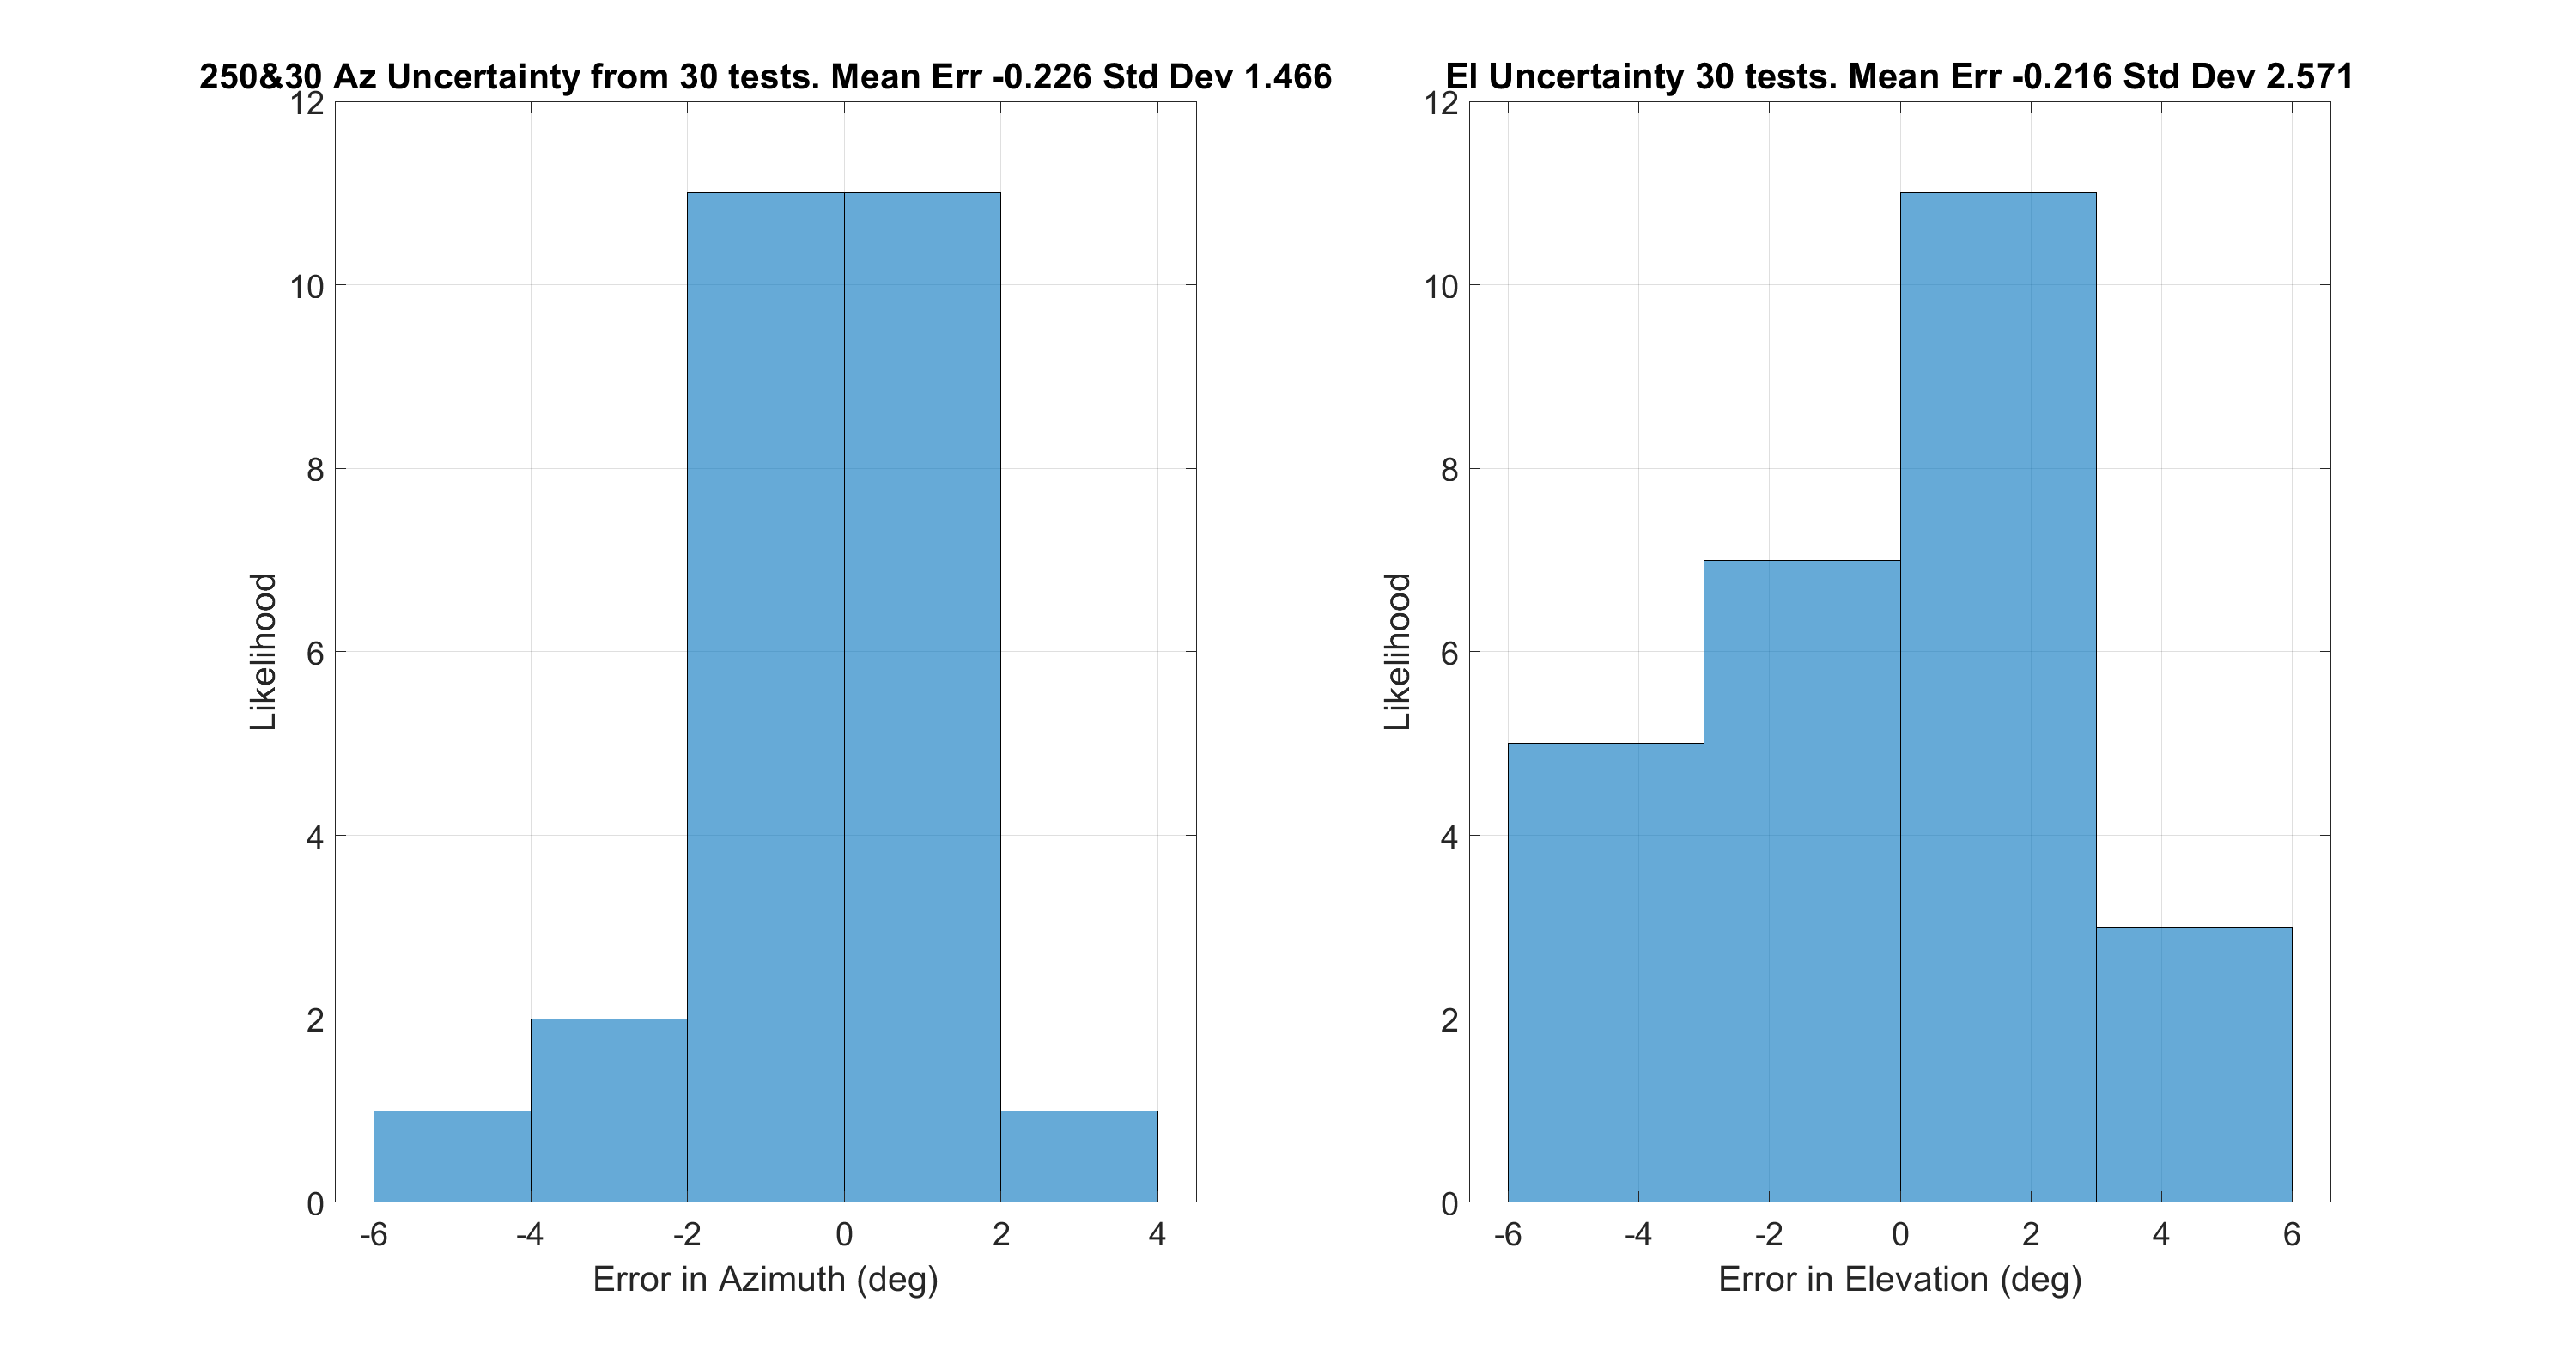 250&30 Az Uncertainty from 30 tests. Mean Err -0.226 Std Dev 1.466
12
10
8
6
4
2
0
Likelihood
-6 -4 -2 0 2 4
Error in Azimuth (deg)
El Uncertainty 30 tests. Mean Err -0.216 Std Dev 2.571
12
10
8
6
4
2
0
Likelihood
-6 -4 -2 0 2 4 6
Error in Elevation (deg)